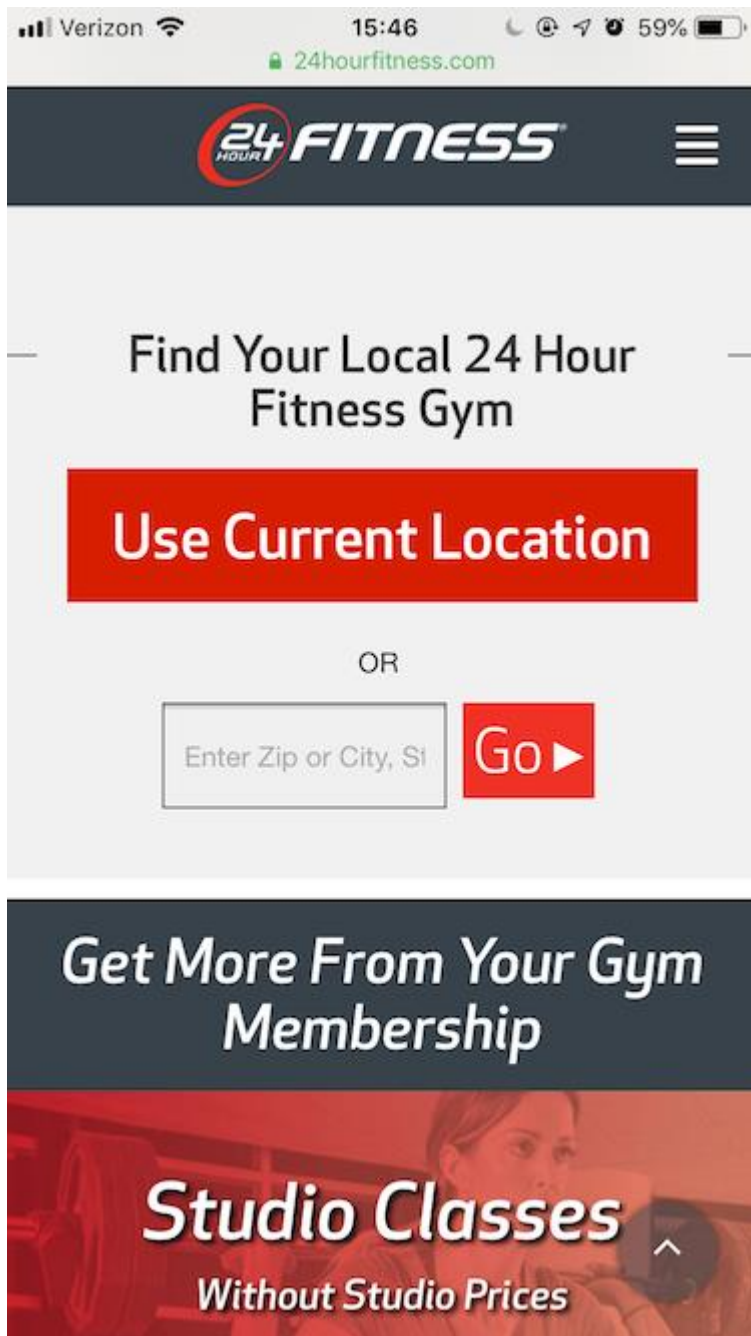 Verizon 15:46 59%
24hourfitness.com
24 HOUR FITNESS®
Find Your Local 24 Hour
Fitness Gym
Use Current Location
OR
Enter Zip or City, St
Go ►
Get More From Your Gym
Membership
Studio Classes
Without Studio Prices